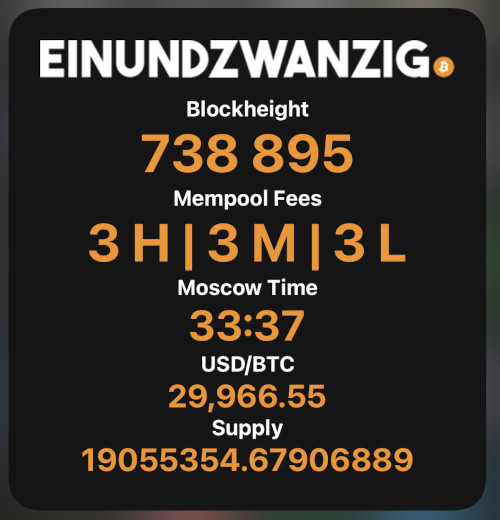 EINUNDZWANZIG
Blockheight
738 895
Mempool Fees
3 H | 3 M | 3 L
Moscow Time
33:37
USD/BTC
29,966.55
Supply
19055354.67906889